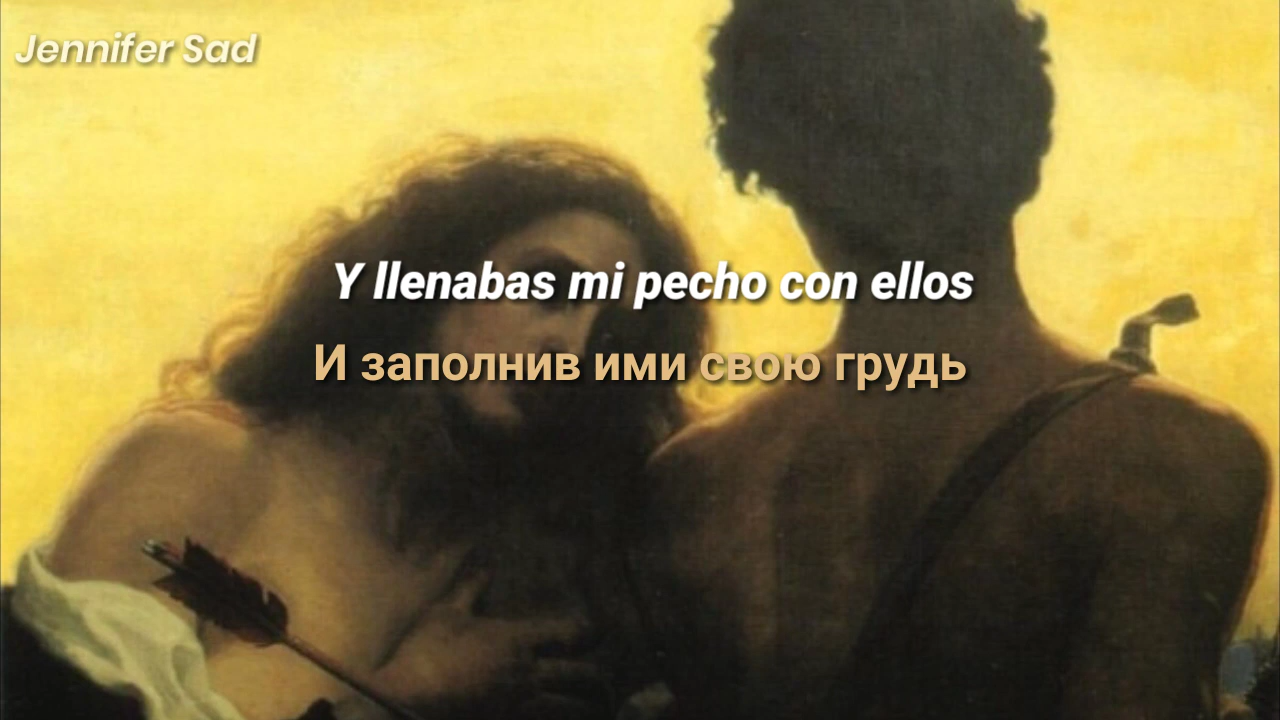 Jennifer Sad
Y llenabas mi pecho con ellos
И заполнив ими свою грудь